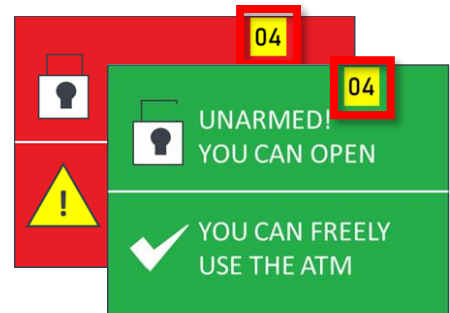 04
04
UNARMED!
YOU CAN OPEN
!
YOU CAN FREELY
USE THE ATM